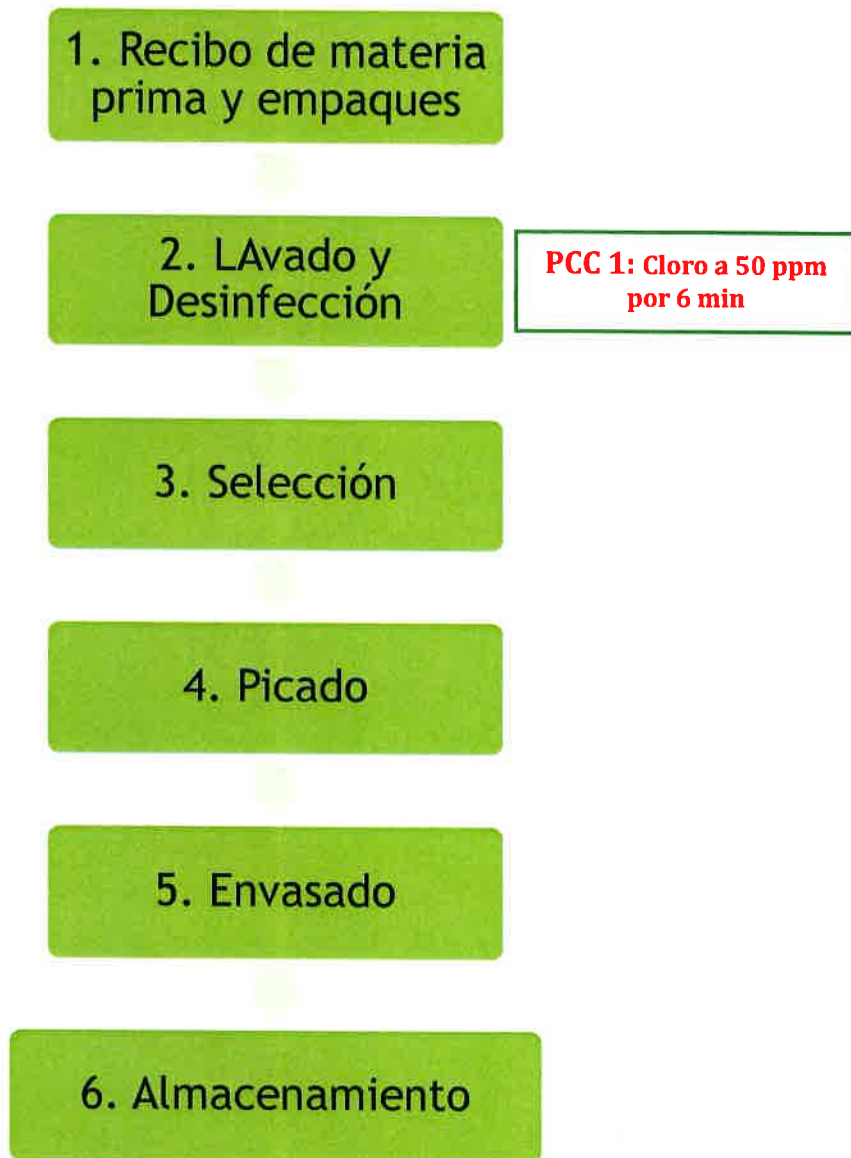 1. Recibo de materia
prima y empaques
2. LAvado y
Desinfección
PCC 1: Cloro a 50 ppm
por 6 min
3. Selección
4. Picado
5. Envasado
6. Almacenamiento